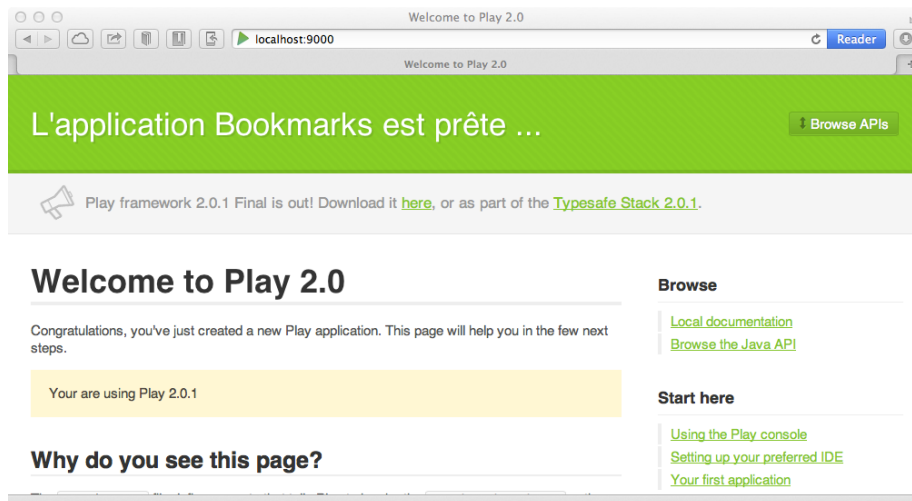 Welcome to Play 2.0
localhost:9000
Reader
Welcome to Play 2.0
L'application Bookmarks est prête ...
Browse APIs
Play framework 2.0.1 Final is out! Download it here, or as part of the Typesafe Stack 2.0.1.
Welcome to Play 2.0
Congratulations, you've just created a new Play application. This page will help you in the few next
steps.
Your are using Play 2.0.1
Why do you see this page?
Browse
Local documentation
Browse the Java API
Start here
Using the Play console
Setting up your preferred IDE
Your first application